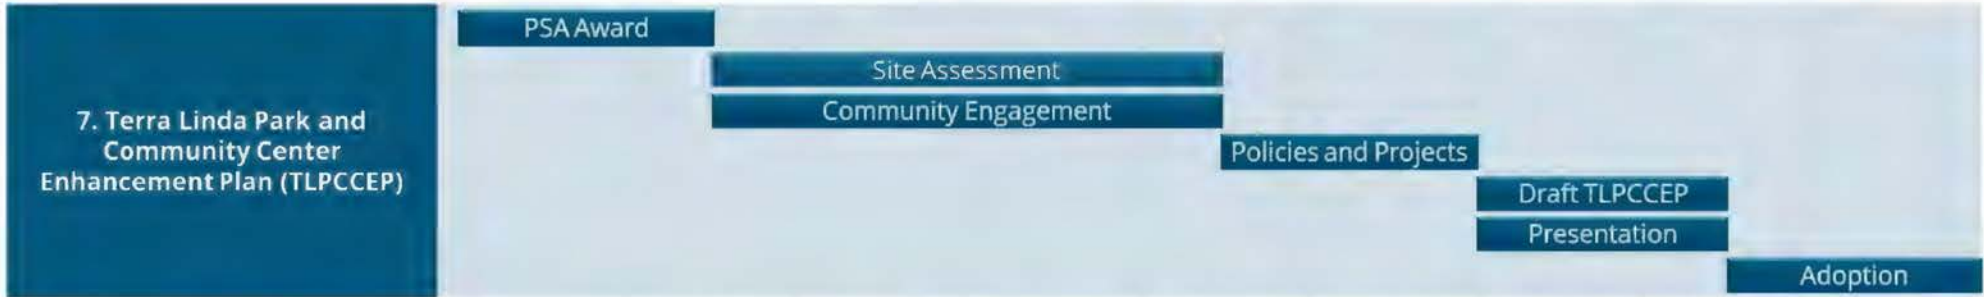 7. Terra Linda Park and
Community Center
Enhancement Plan (TLPCCEP)
PSA Award
Site Assessment
Community Engagement
Policies and Projects
Draft TLPCCEP
Presentation
Adoption